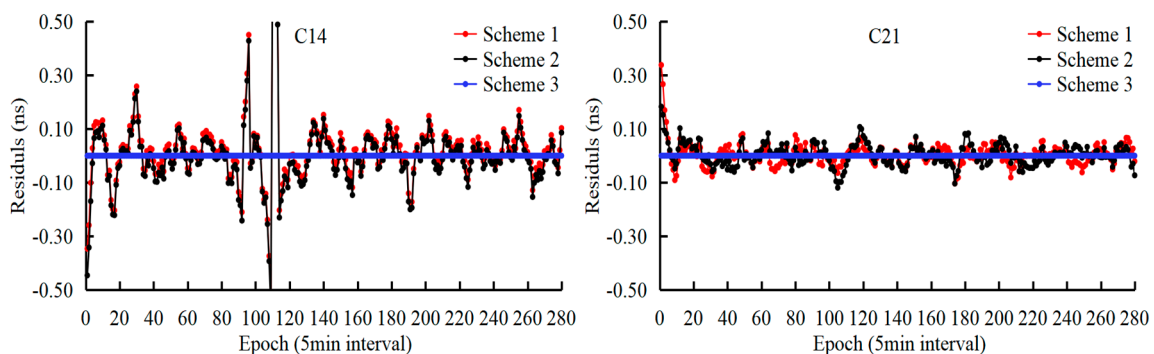 C14
Scheme 1
Scheme 2
Scheme 3
Residuls (ns)
0.50
0.30
0.10
-0.10
-0.30
-0.50
0 20 40 60 80 100 120 140 160 180 200 220 240 260 280
Epoch (5min interval)
C21
Scheme 1
Scheme 2
Scheme 3
Residuls (ns)
0.50
0.30
0.10
-0.10
-0.30
-0.50
0 20 40 60 80 100 120 140 160 180 200 220 240 260 280
Epoch (5min interval)